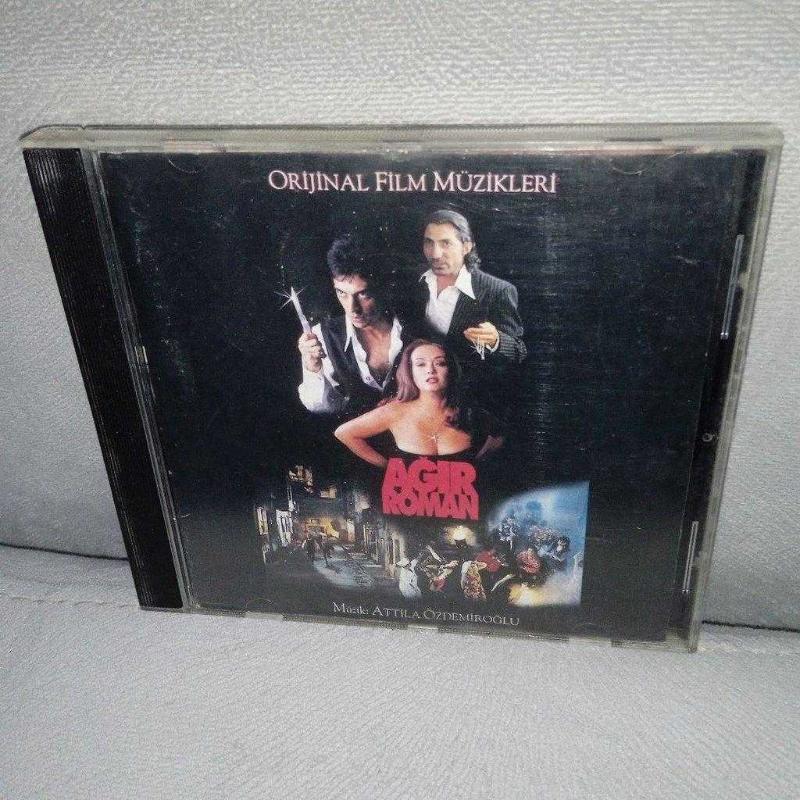 ORİJİNAL FİLM MÜZİKLERİ
AĞIR
ROMAN
Müzik: ATTİLA ÖZDEMİROĞLU